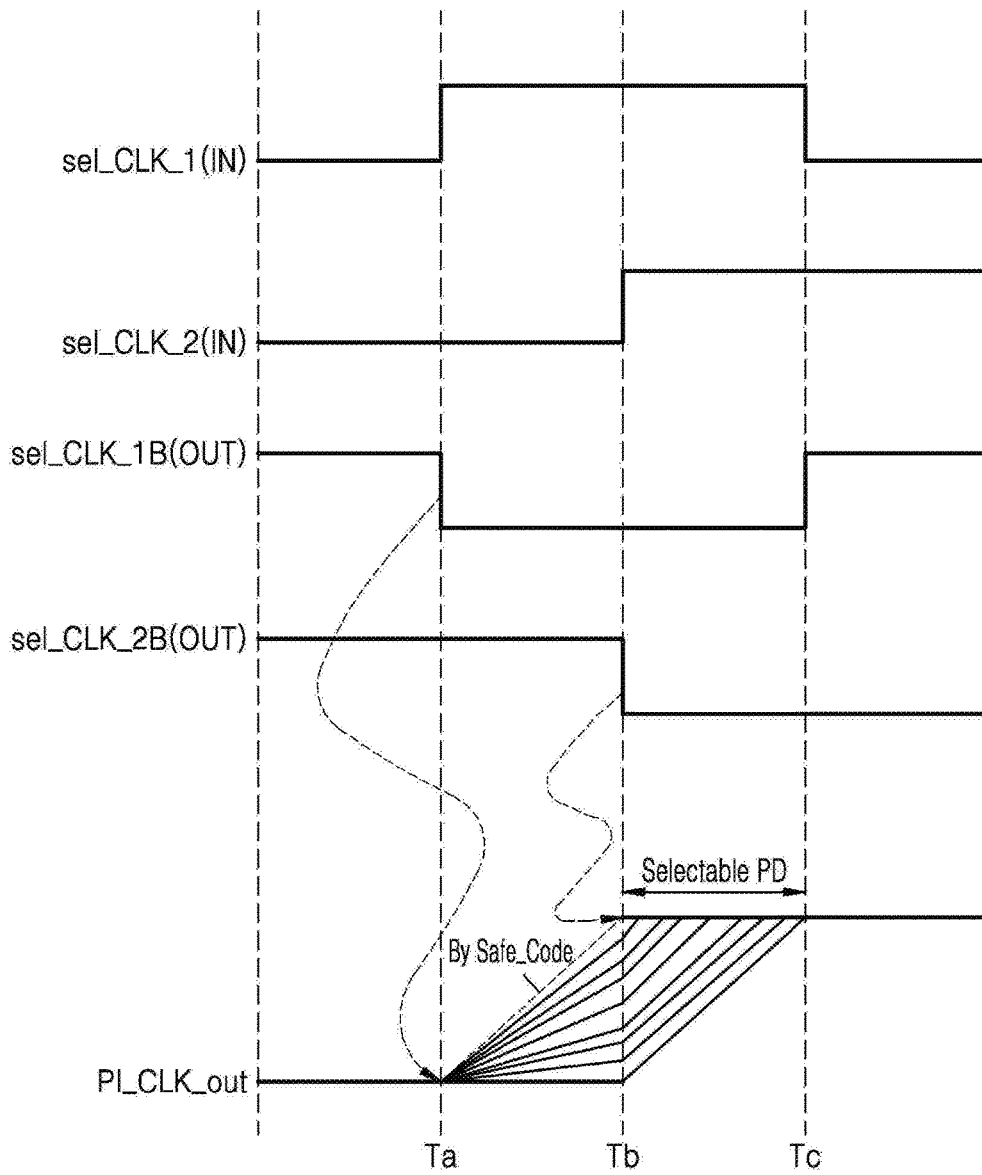 sel_CLK_1(IN)
sel_CLK_2(IN)
sel_CLK_1B(OUT)
sel_CLK_2B(OUT)
Selectable PD
By Safe_Code
PI_CLK_out
Ta
Tb
Tc